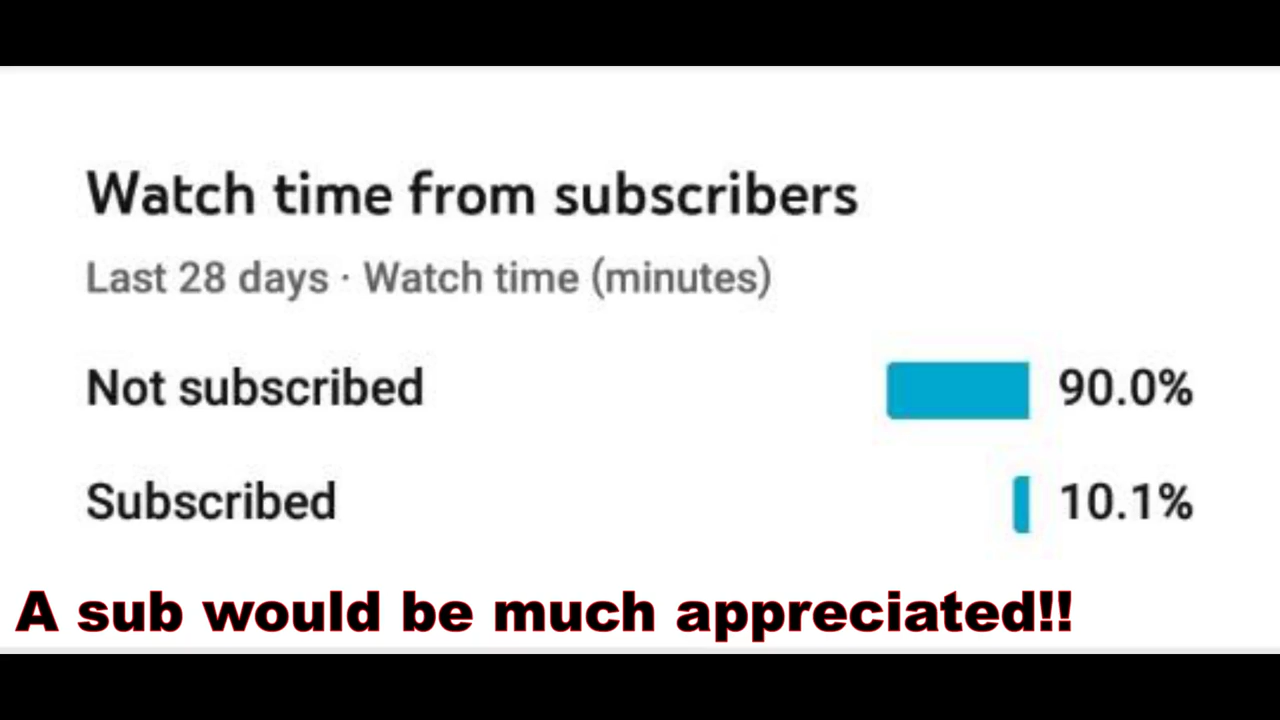 Watch time from subscribers
Last 28 days · Watch time (minutes)
Not subscribed 90.0%
Subscribed 10.1%
A sub would be much appreciated!!